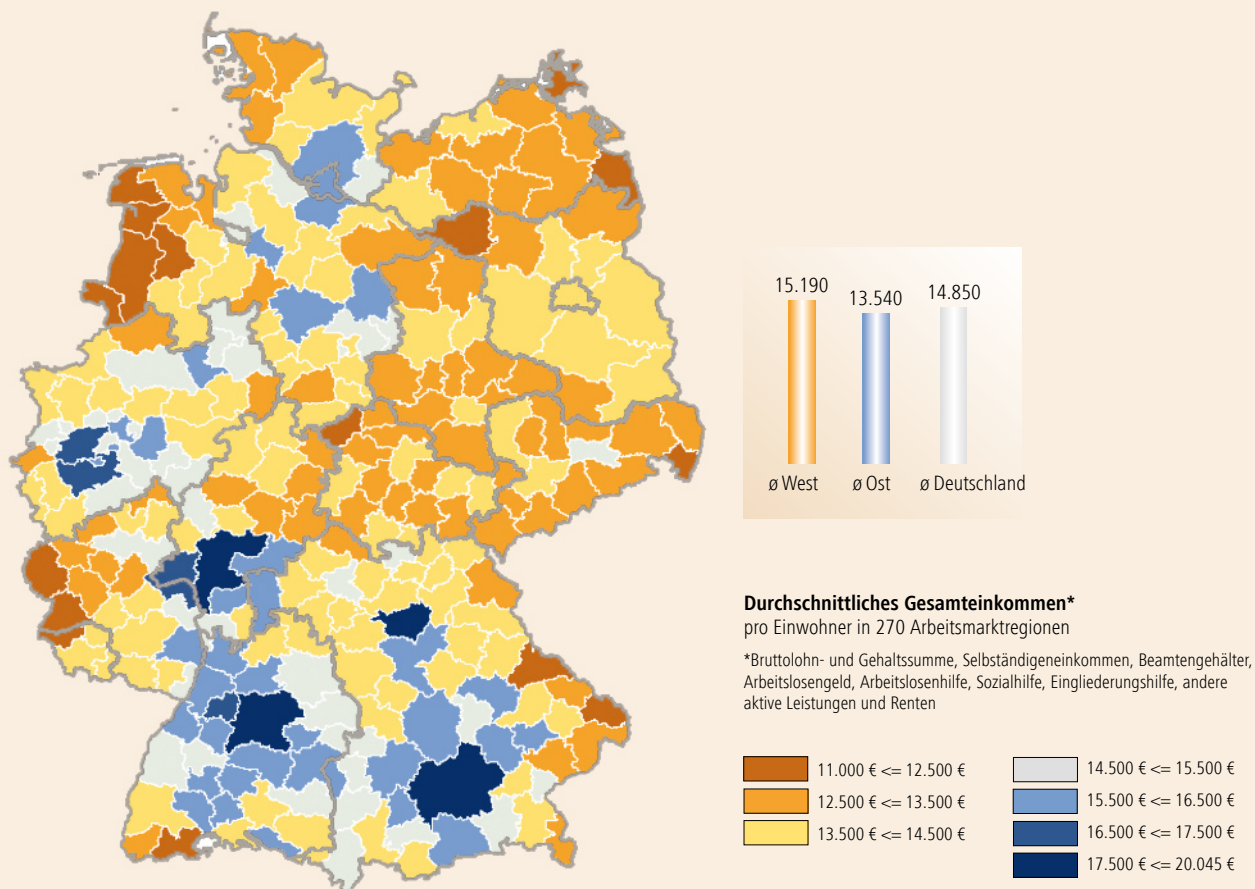 15.190
13.540
14.850
ø West
ø Ost
ø Deutschland
Durchschnittliches Gesamteinkommen*
pro Einwohner in 270 Arbeitsmarktregionen
*Bruttolohn- und Gehaltssumme, Selbständigeneinkommen, Beamtengehälter,
Arbeitslosengeld, Arbeitslosenhilfe, Sozialhilfe, Eingliederungshilfe, andere
aktive Leistungen und Renten
11.000 € <= 12.500 €
12.500 € <= 13.500 €
13.500 € <= 14.500 €
14.500 € <= 15.500 €
15.500 € <= 16.500 €
16.500 € <= 17.500 €
17.500 € <= 20.045 €